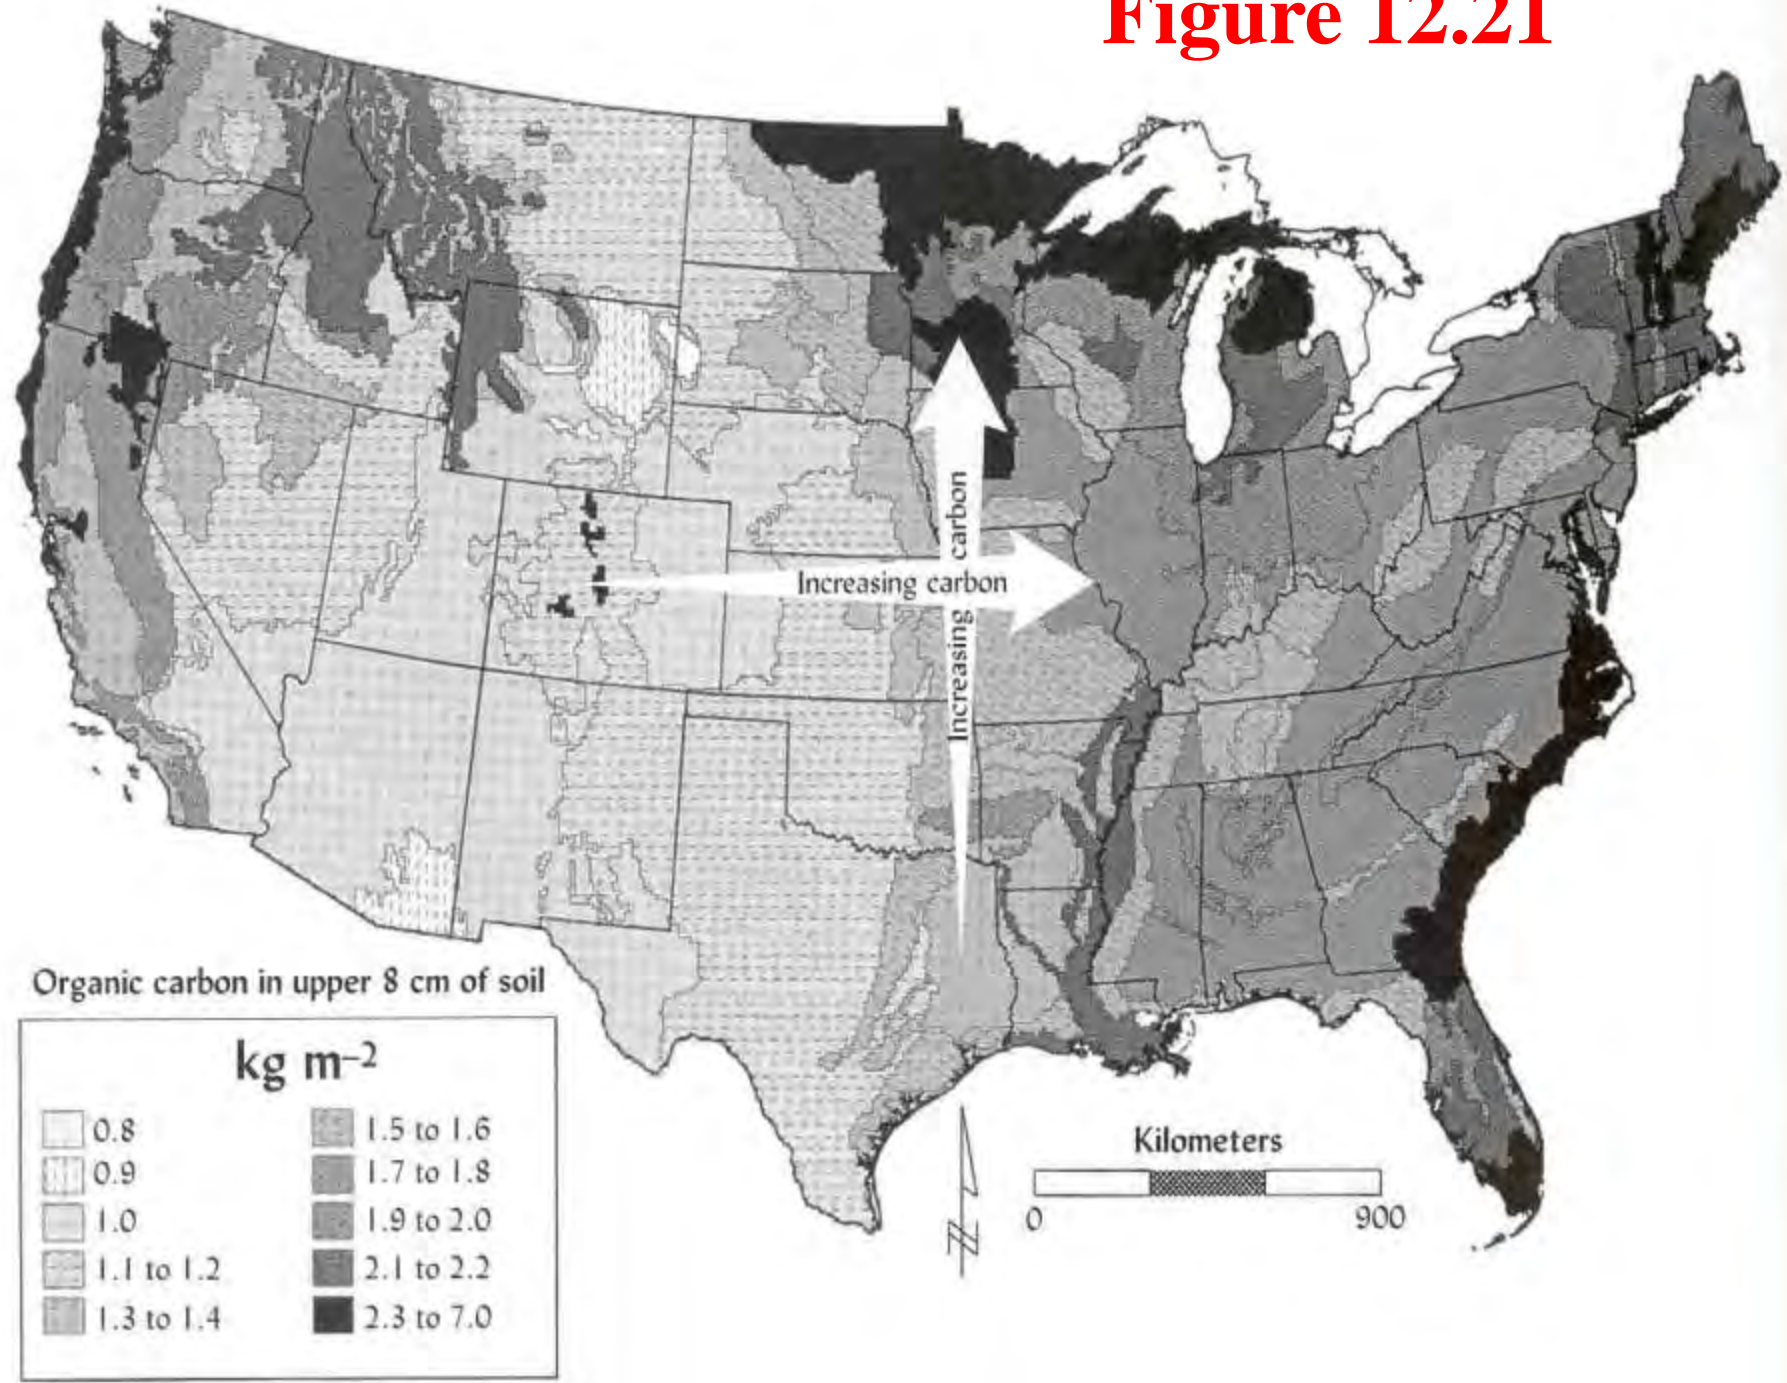 Figure 12.21
Increasing carbon
Increasing carbon
Organic carbon in upper 8 cm of soil
kg m⁻²
0.8
0.9
1.0
1.1 to 1.2
1.3 to 1.4
1.5 to 1.6
1.7 to 1.8
1.9 to 2.0
2.1 to 2.2
2.3 to 7.0
Kilometers
0 900
N